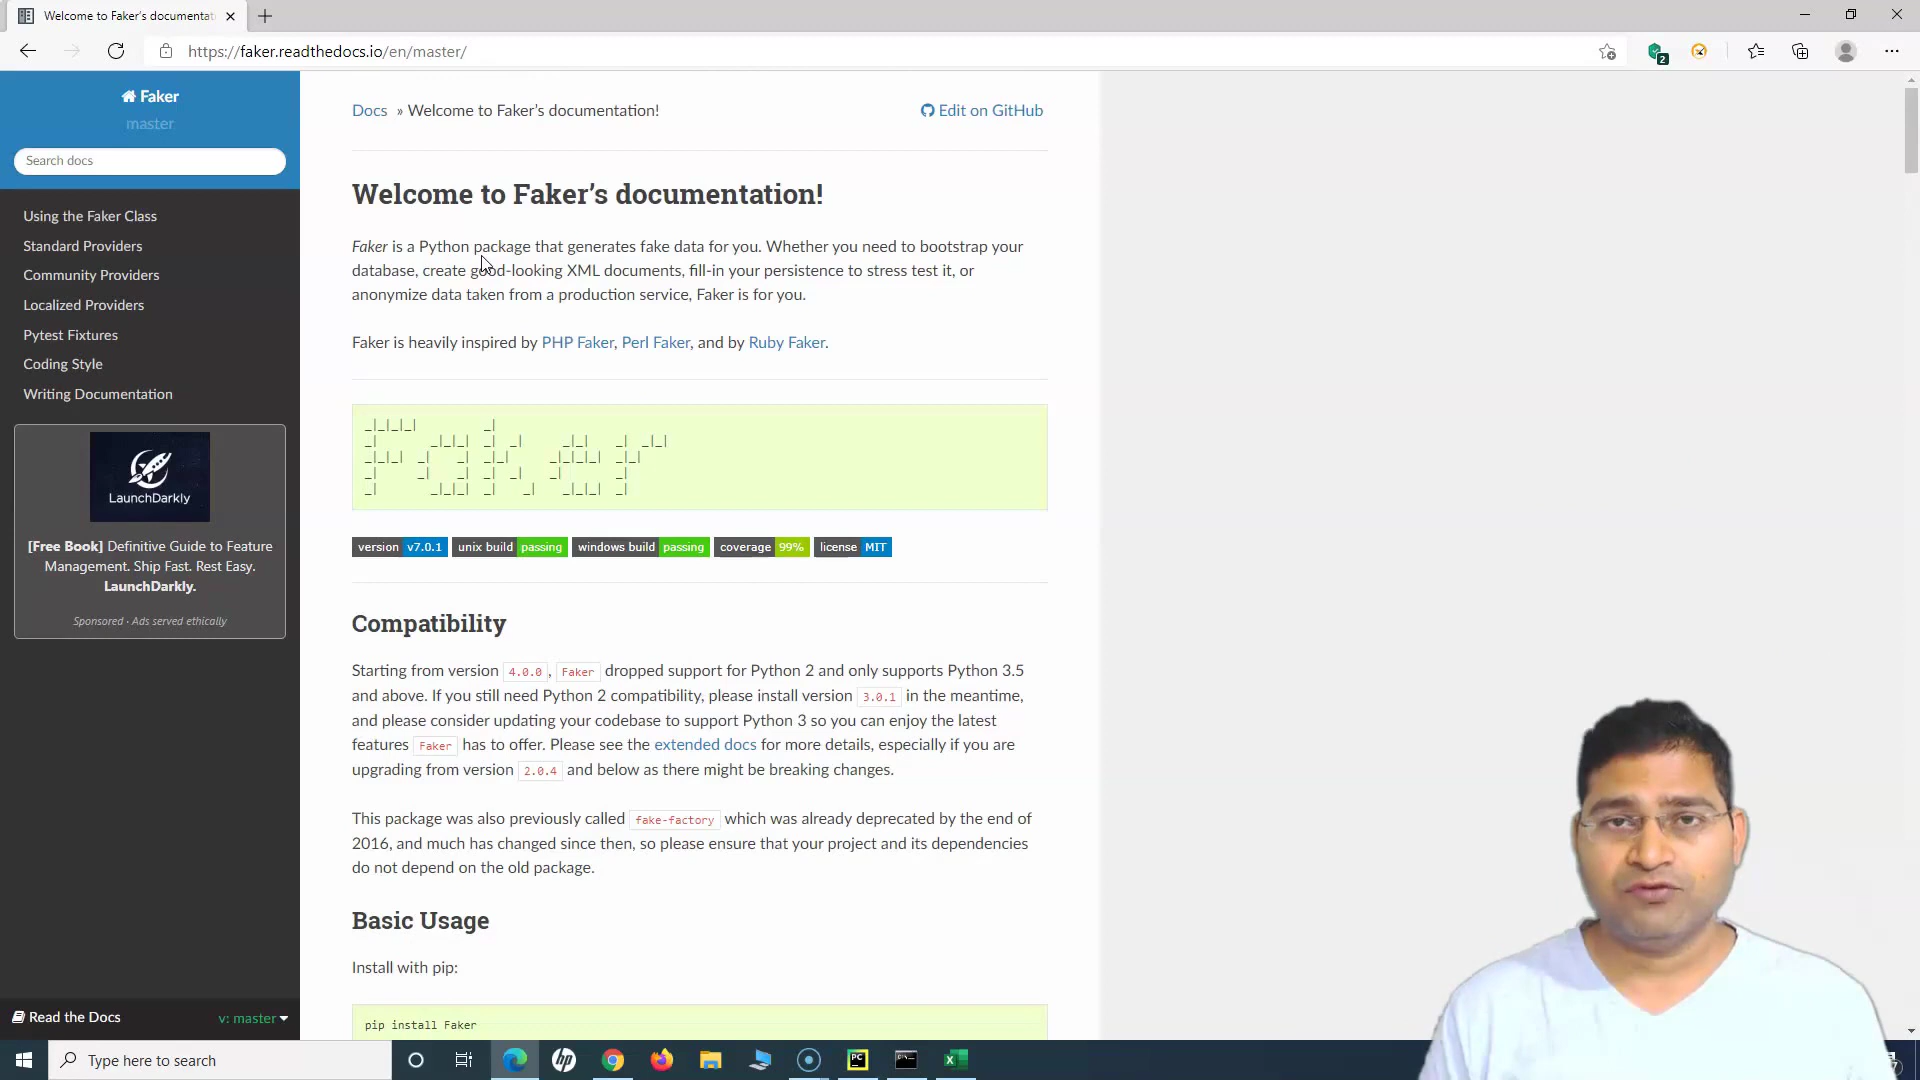 Welcome to Faker's documentat
https://faker.readthedocs.io/en/master/
2
Faker
master
Search docs
Using the Faker Class
Standard Providers
Community Providers
Localized Providers
Pytest Fixtures
Coding Style
Writing Documentation
LaunchDarkly
[Free Book] Definitive Guide to Feature
Management. Ship Fast. Rest Easy.
LaunchDarkly.
Sponsored · Ads served ethically
Read the Docs
v: master
Docs » Welcome to Faker's documentation!
Edit on GitHub
Welcome to Faker's documentation!
Faker is a Python package that generates fake data for you. Whether you need to bootstrap your
database, create good-looking XML documents, fill-in your persistence to stress test it, or
anonymize data taken from a production service, Faker is for you.
Faker is heavily inspired by PHP Faker, Perl Faker, and by Ruby Faker.
Faker
version v7.0.1 unix build passing windows build passing coverage 99% license MIT
Compatibility
Starting from version 4.0.0, Faker dropped support for Python 2 and only supports Python 3.5
and above. If you still need Python 2 compatibility, please install version 3.0.1 in the meantime,
and please consider updating your codebase to support Python 3 so you can enjoy the latest
features Faker has to offer. Please see the extended docs for more details, especially if you are
upgrading from version 2.0.4 and below as there might be breaking changes.
This package was also previously called fake-factory which was already deprecated by the end of
2016, and much has changed since then, so please ensure that your project and its dependencies
do not depend on the old package.
Basic Usage
Install with pip:
pip install Faker
Type here to search
hp
PC